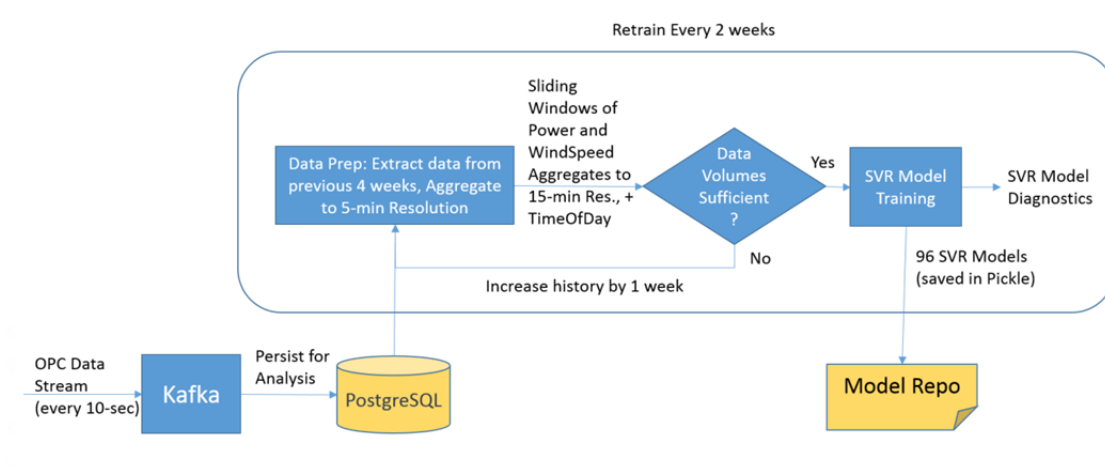 Retrain Every 2 weeks
Data Prep: Extract data from
previous 4 weeks, Aggregate
to 5-min Resolution
Sliding
Windows of
Power and
WindSpeed
Aggregates to
15-min Res., +
TimeOfDay
Data
Volumes
Sufficient
?
Yes
No
Increase history by 1 week
SVR Model
Training
SVR Model
Diagnostics
96 SVR Models
(saved in Pickle)
OPC Data
Stream
(every 10-sec)
Kafka
Persist for
Analysis
PostgreSQL
Model Repo